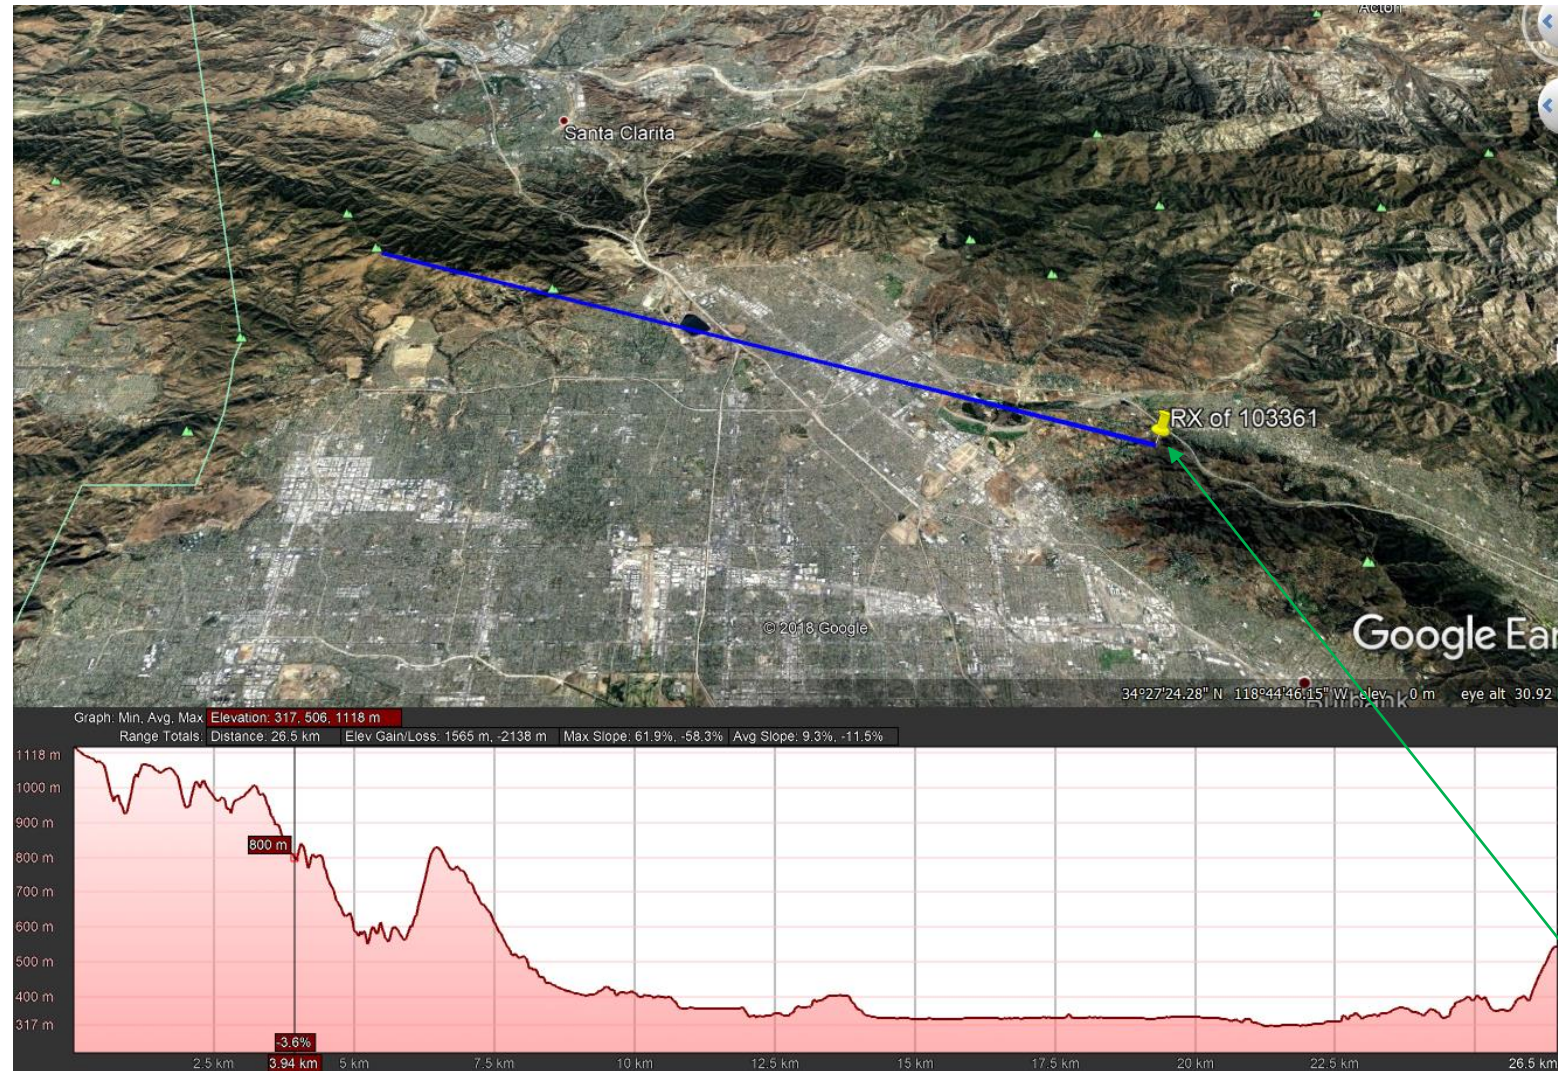 Acton
Santa Clarita
RX of 103361
© 2018 Google
Google Ear
34°27'24.28" N 118°44'46.15" W elev 0 m eye alt 30.92
Burbank
Graph: Min, Avg, Max Elevation: 317, 506, 1118 m
Range Totals: Distance: 26.5 km Elev Gain/Loss: 1565 m, -2138 m Max Slope: 61.9%, -58.3% Avg Slope: 9.3%, -11.5%
1118 m
1000 m
900 m
800 m
800 m
700 m
600 m
500 m
400 m
317 m
-3.6%
2.5 km 3.94 km 5 km 7.5 km 10 km 12.5 km 15 km 17.5 km 20 km 22.5 km 26.5 km